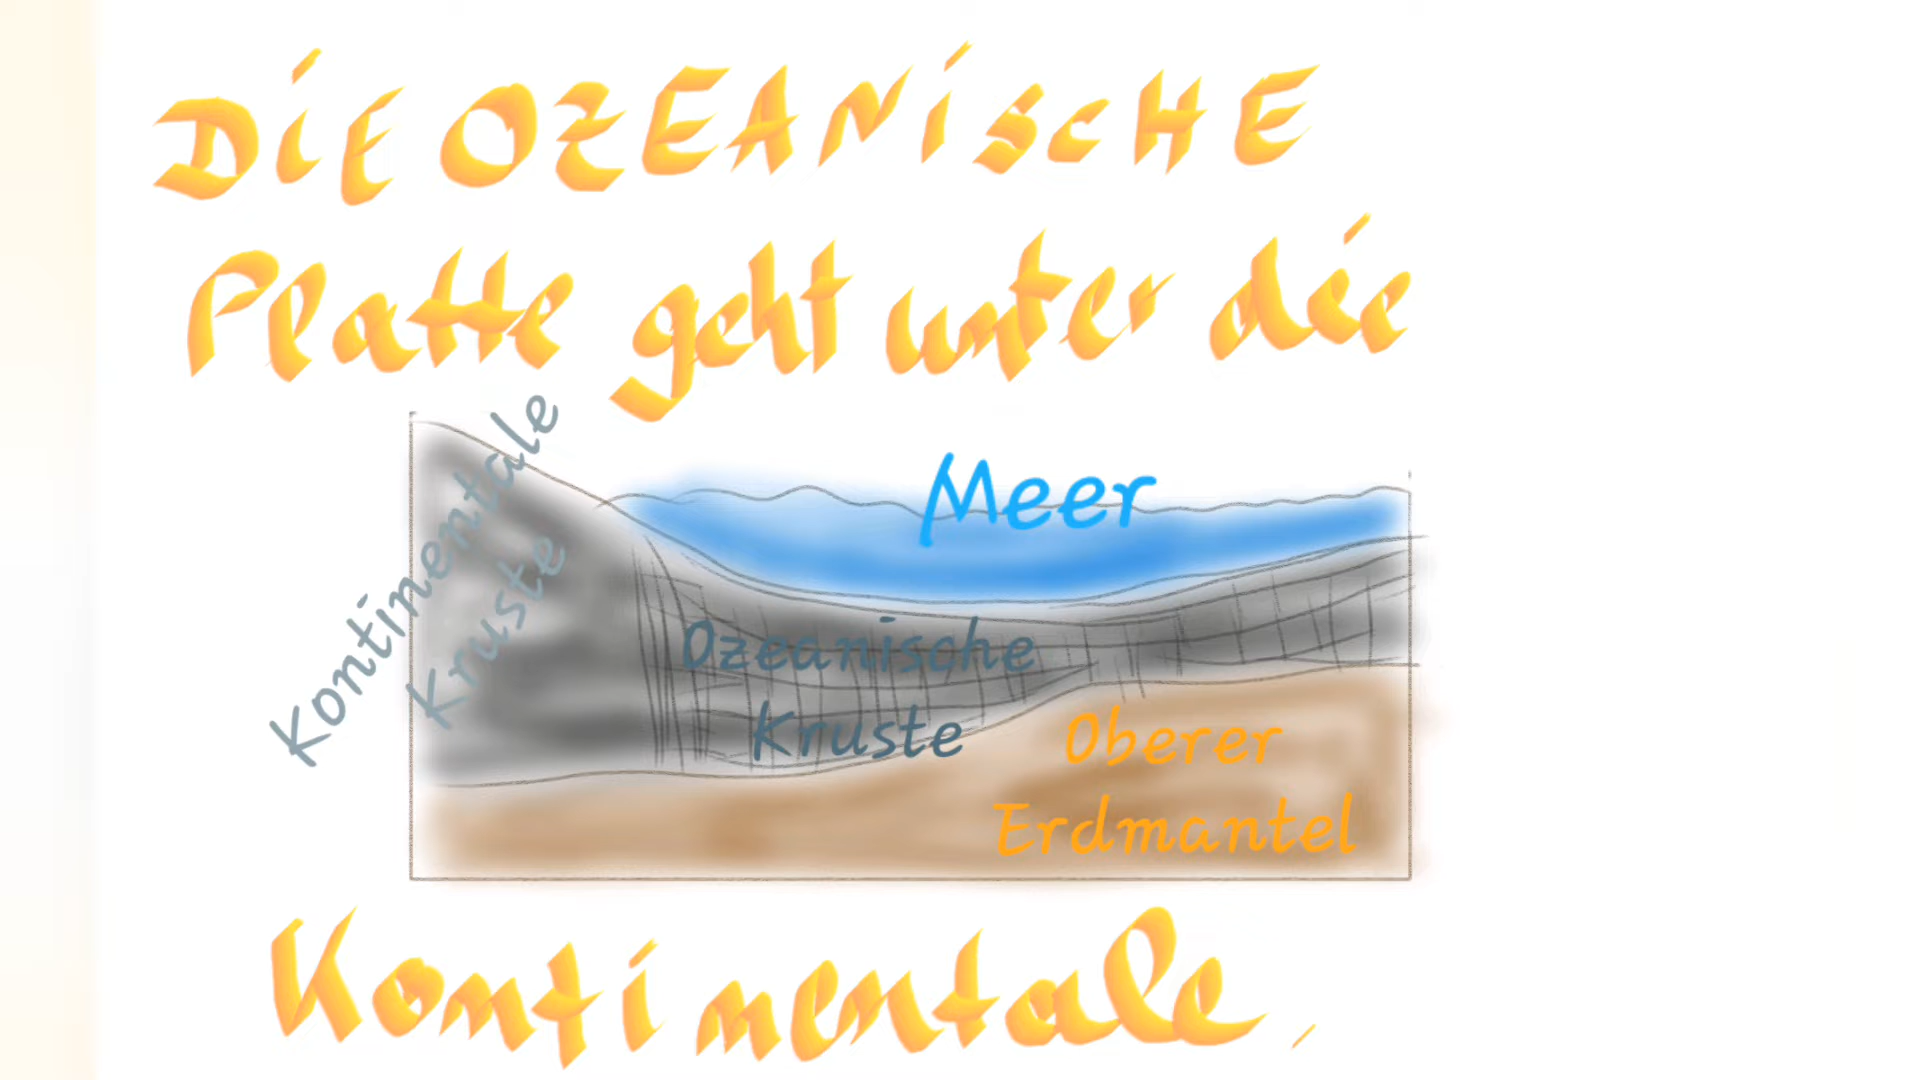 DiE OZEANiScHE
Platte geht unter die
Kontinentale
Kruste
Meer
Ozeanische
Kruste
Oberer
Erdmantel
Kontinentale.